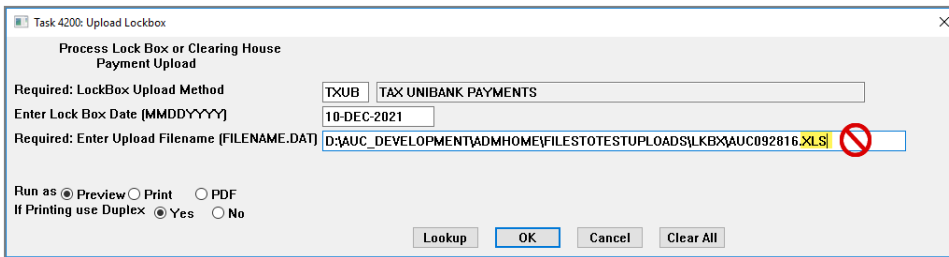 Task 4200: Upload Lockbox
Process Lock Box or Clearing House
Payment Upload
Required: LockBox Upload Method TXUB TAX UNIBANK PAYMENTS
Enter Lock Box Date (MMDDYYYY) 10-DEC-2021
Required: Enter Upload Filename (FILENAME.DAT) D:\AUC_DEVELOPMENT\ADMHOME\FILESTOTESTUPLOADS\LKBX\AUC092816.XLS
Run as Preview Print PDF
If Printing use Duplex Yes No
Lookup OK Cancel Clear All